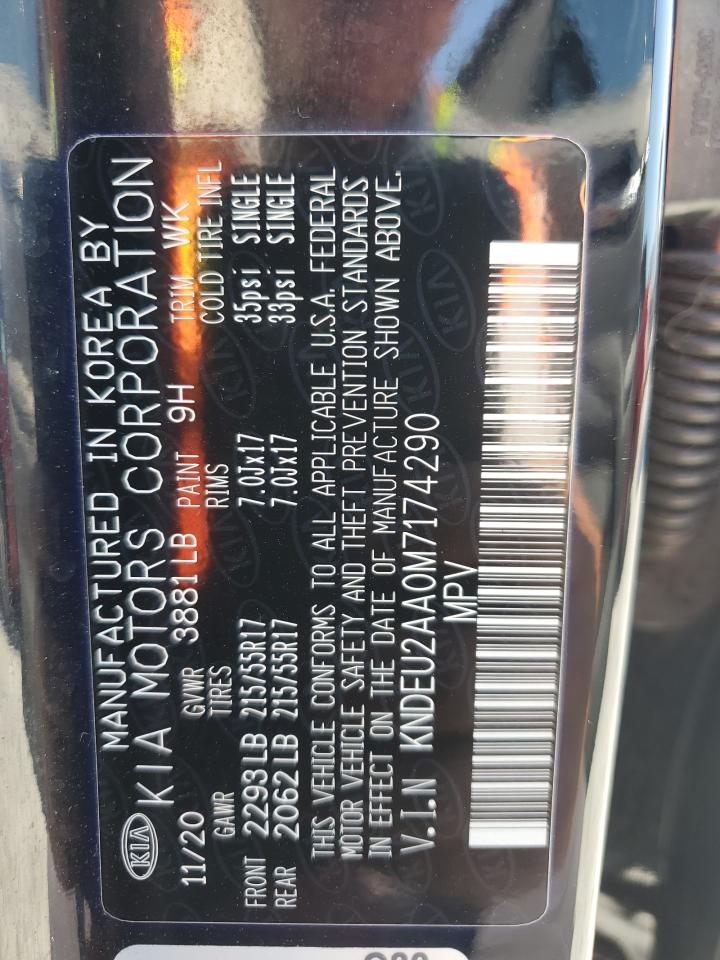 MANUFACTURED IN KOREA BY
KIA KIA MOTORS CORPORATION
11/20 GVWR 3881LB PAINT 9H TRIM WK
GAWR TIRES RIMS COLD TIRE INFL
FRONT 2293LB 215/55R17 7.0Jx17 35psi SINGLE
REAR 2062LB 215/55R17 7.0Jx17 33psi SINGLE
THIS VEHICLE CONFORMS TO ALL APPLICABLE U.S.A. FEDERAL
MOTOR VEHICLE SAFETY AND THEFT PREVENTION STANDARDS
IN EFFECT ON THE DATE OF MANUFACTURE SHOWN ABOVE.
V.I.N KNDEU2AA0M7174290
MPV